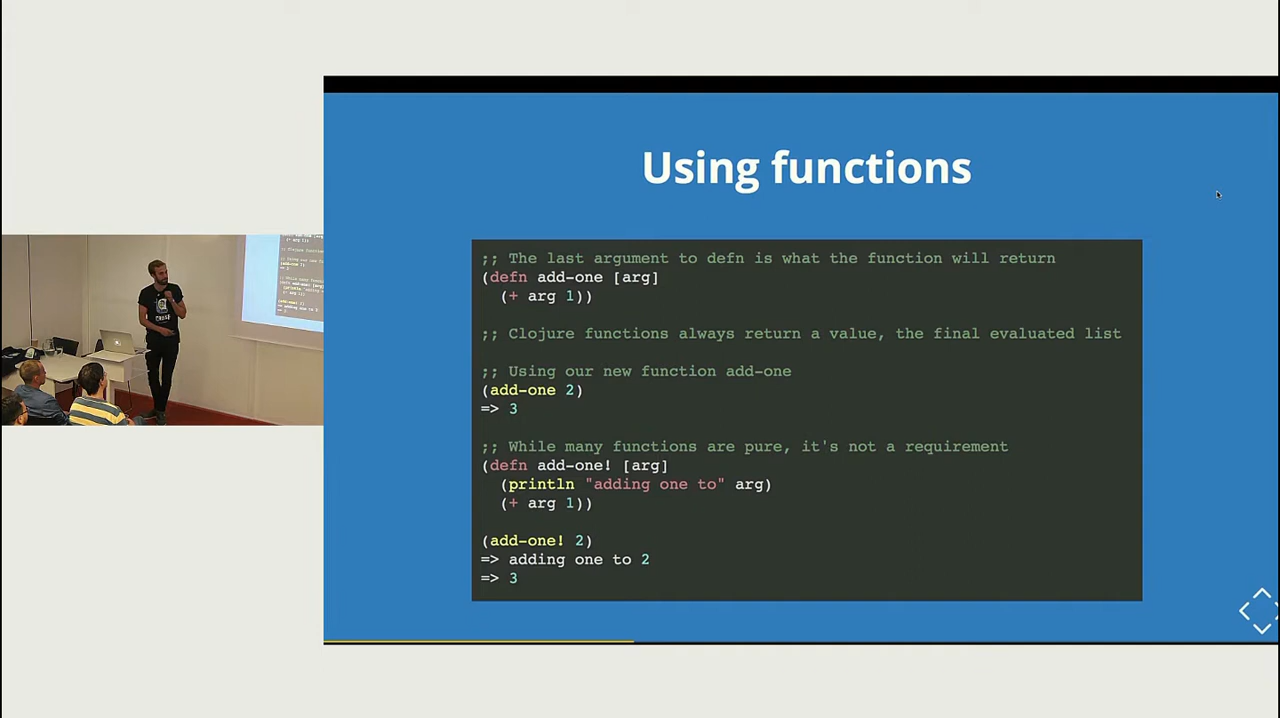 Using functions
;; The last argument to defn is what the function will return
(defn add-one [arg]
(+ arg 1))
;; Clojure functions always return a value, the final evaluated list
;; Using our new function add-one
(add-one 2)
=> 3
;; While many functions are pure, it's not a requirement
(defn add-one! [arg]
(println "adding one to" arg)
(+ arg 1))
(add-one! 2)
=> adding one to 2
=> 3